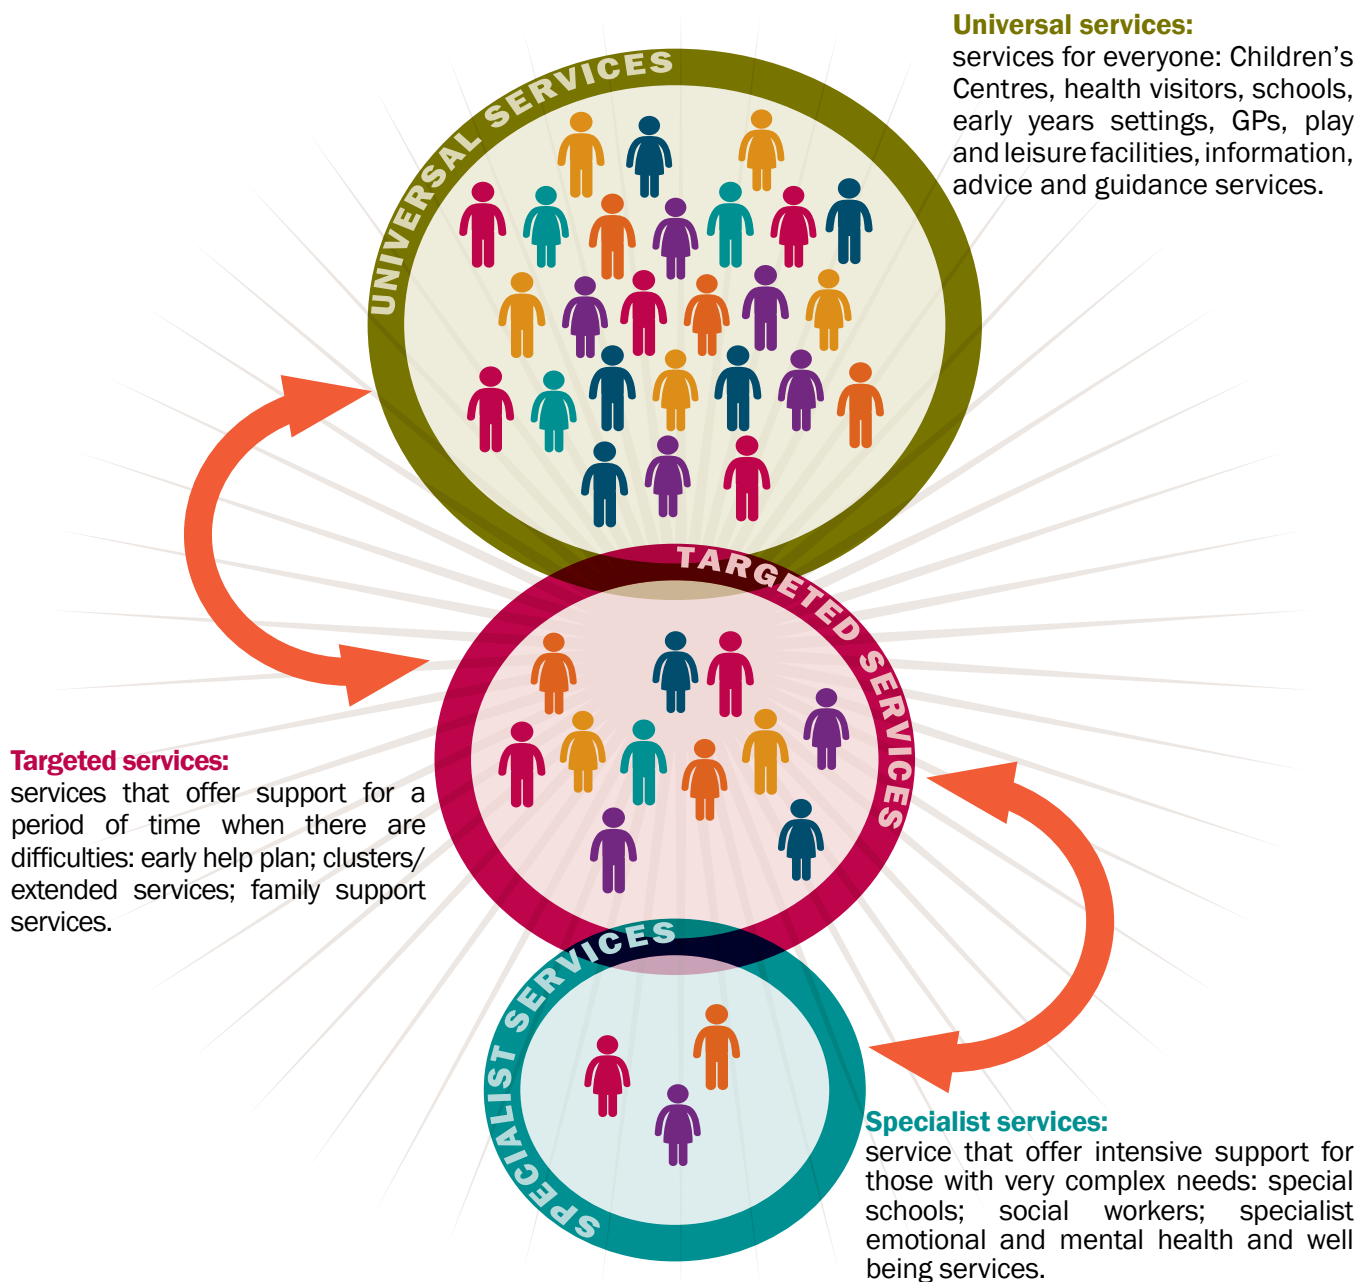 Universal services:
services for everyone: Children’s
Centres, health visitors, schools,
early years settings, GPs, play
and leisure facilities, information,
advice and guidance services.
UNIVERSAL SERVICES
TARGETED SERVICES
Targeted services:
services that offer support for a
period of time when there are
difficulties: early help plan; clusters/
extended services; family support
services.
SPECIALIST SERVICES
Specialist services:
service that offer intensive support for
those with very complex needs: special
schools; social workers; specialist
emotional and mental health and well
being services.